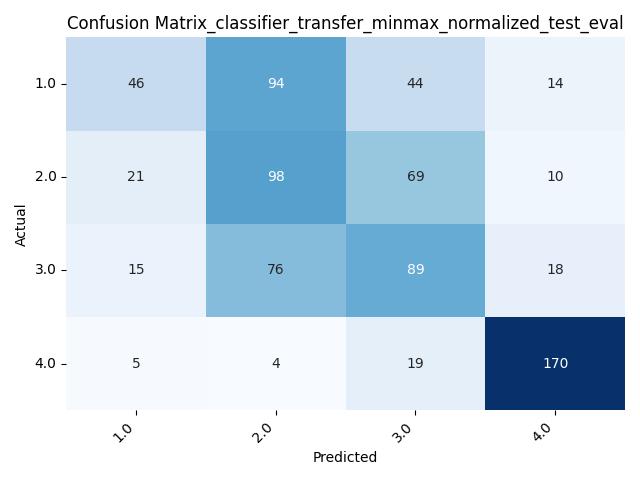 Confusion Matrix_classifier_transfer_minmax_normalized_test_eval
1.0 46 94 44 14
2.0 21 98 69 10
3.0 15 76 89 18
4.0 5 4 19 170
Actual
1.0 2.0 3.0 4.0
Predicted